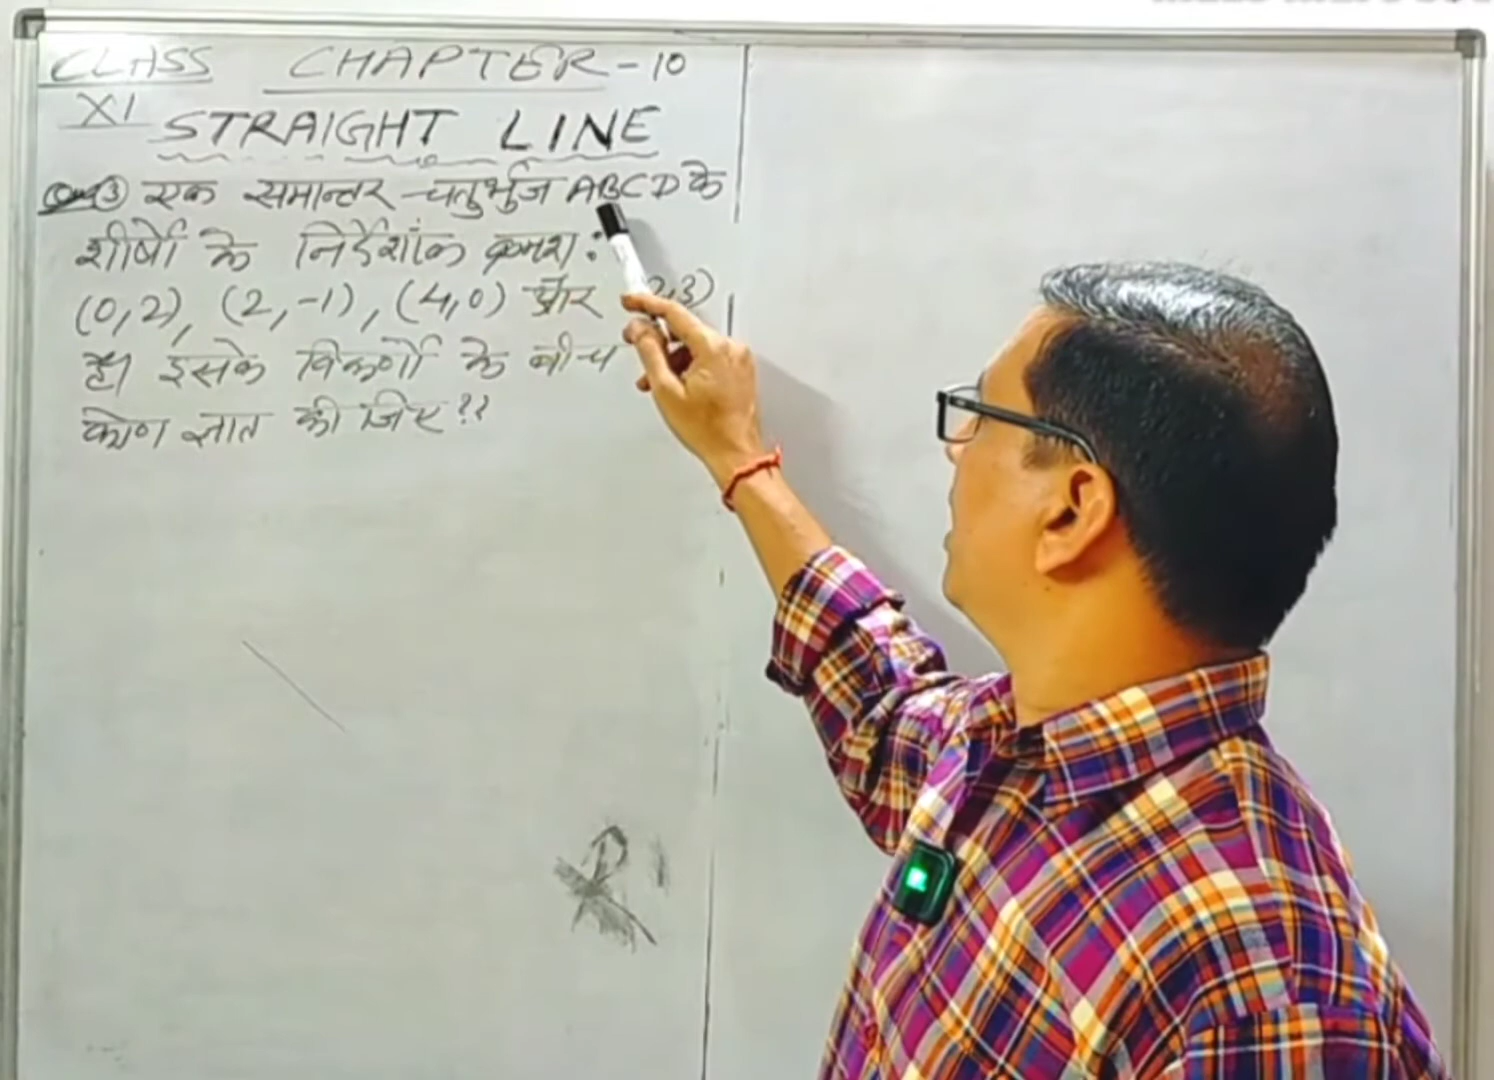 CLASS CHAPTER-10
XI STRAIGHT LINE
Que ③ एक समान्तर-चतुर्भुज ABCD के
शीर्षो के निर्देशांक क्रमशः
(0,2), (2,-1), (4,0) और 2,3)
है। इसके विकर्णो के बीच
कोण ज्ञात कीजिए??